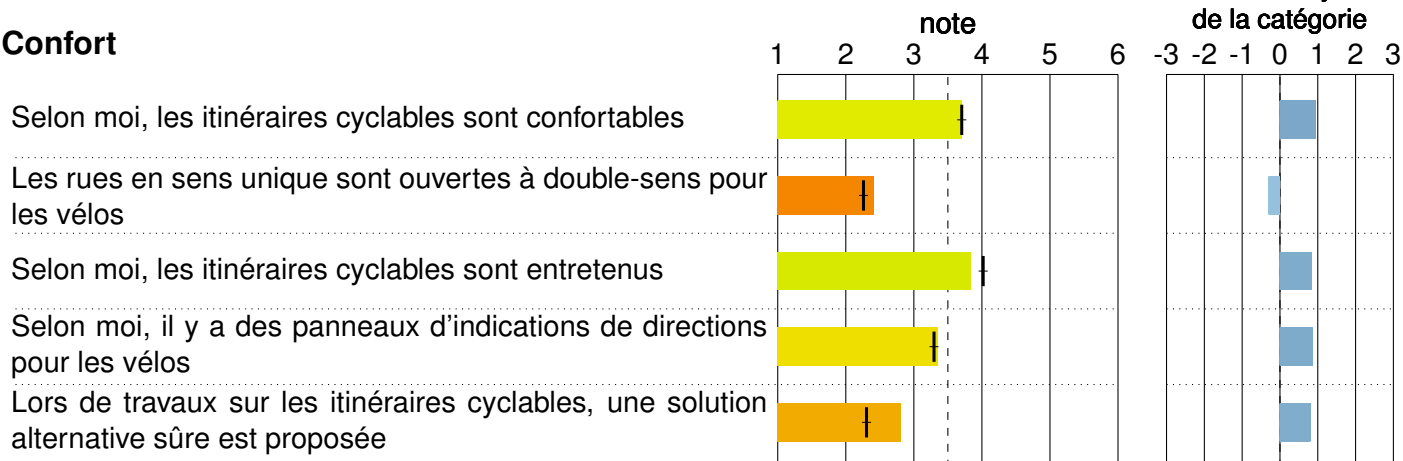 note
de la catégorie
Confort
1 2 3 4 5 6
-3 -2 -1 0 1 2 3
Selon moi, les itinéraires cyclables sont confortables
Les rues en sens unique sont ouvertes à double-sens pour
les vélos
Selon moi, les itinéraires cyclables sont entretenus
Selon moi, il y a des panneaux d'indications de directions
pour les vélos
Lors de travaux sur les itinéraires cyclables, une solution
alternative sûre est proposée